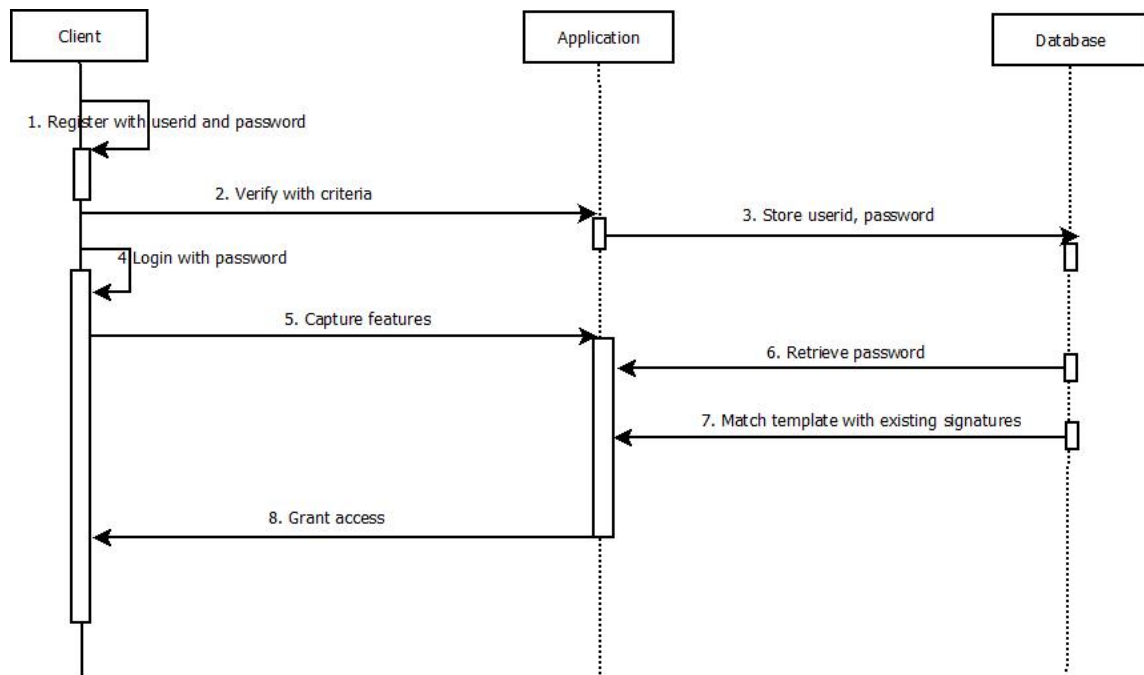 Client
Application
Database
1. Register with userid and password
2. Verify with criteria
3. Store userid, password
4 Login with password
5. Capture features
6. Retrieve password
7. Match template with existing signatures
8. Grant access